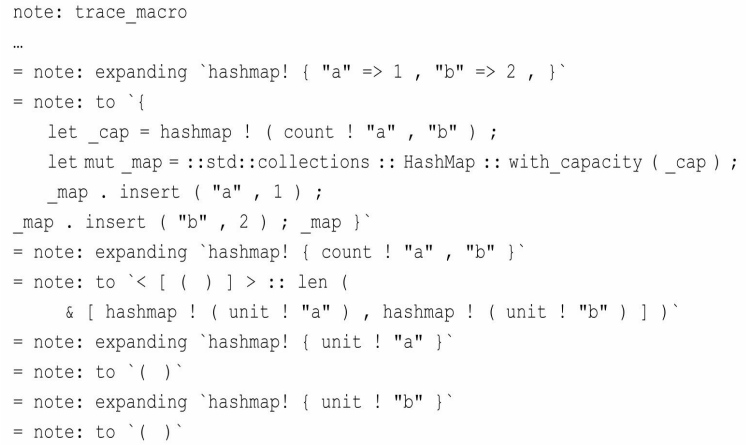 note: trace_macro
…
= note: expanding `hashmap! { "a" => 1 , "b" => 2 , }`
= note: to `{
let _cap = hashmap ! ( count ! "a" , "b" ) ;
let mut _map = ::std::collections :: HashMap :: with_capacity ( _cap ) ;
_map . insert ( "a" , 1 ) ;
_map . insert ( "b" , 2 ) ; _map }`
= note: expanding `hashmap! { count ! "a" , "b" }`
= note: to `< [ ( ) ] > :: len (
& [ hashmap ! ( unit ! "a" ) , hashmap ! ( unit ! "b" ) ] )`
= note: expanding `hashmap! { unit ! "a" }`
= note: to `( )`
= note: expanding `hashmap! { unit ! "b" }`
= note: to `( )`